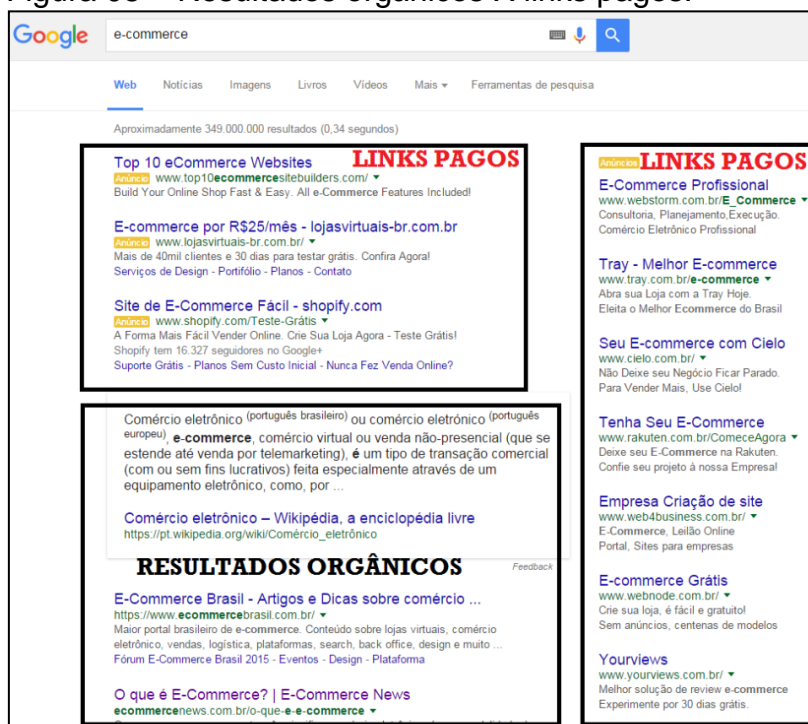 Google
e-commerce
Web Notícias Imagens Livros Vídeos Mais Ferramentas de pesquisa
Aproximadamente 349.000.000 resultados (0,34 segundos)
LINKS PAGOS
Top 10 eCommerce Websites
Anúncio www.top10ecommercesitebuilders.com/
Build Your Online Shop Fast & Easy. All e-Commerce Features Included!
E-commerce por R$25/mês - lojasvirtuais-br.com.br
Anúncio www.lojasvirtuais-br.com.br/
Mais de 40mil clientes e 30 dias para testar grátis. Confira Agora!
Serviços de Design - Portifólio - Planos - Contato
Site de E-Commerce Fácil - shopify.com
Anúncio www.shopify.com/Teste-Grátis
A Forma Mais Fácil Vender Online. Crie Sua Loja Agora - Teste Grátis!
Shopify tem 16.327 seguidores no Google+
Suporte Grátis - Planos Sem Custo Inicial - Nunca Fez Venda Online?
Comércio eletrônico (português brasileiro) ou comércio eletrónico (português
europeu), e-commerce, comércio virtual ou venda não-presencial (que se
estende até venda por telemarketing), é um tipo de transação comercial
(com ou sem fins lucrativos) feita especialmente através de um
equipamento eletrônico, como, por ...
Comércio eletrônico – Wikipédia, a enciclopédia livre
https://pt.wikipedia.org/wiki/Comércio_eletrônico
RESULTADOS ORGÂNICOS
Feedback
E-Commerce Brasil - Artigos e Dicas sobre comércio ...
https://www.ecommercebrasil.com.br/
Maior portal brasileiro de e-commerce. Conteúdo sobre lojas virtuais, comércio
eletrônico, vendas, logística, plataformas, search, back office, design e muito ...
Fórum E-Commerce Brasil 2015 - Eventos - Design - Plataforma
O que é E-Commerce? | E-Commerce News
ecommercenews.com.br/o-que-e-e-commerce
Anúncios LINKS PAGOS
E-Commerce Profissional
www.webstorm.com.br/E_Commerce
Consultoria, Planejamento,Execução.
Comércio Eletrônico Profissional
Tray - Melhor E-commerce
www.tray.com.br/e-commerce
Abra sua Loja com a Tray Hoje.
Eleita o Melhor Ecommerce do Brasil
Seu E-commerce com Cielo
www.cielo.com.br/
Não Deixe seu Negócio Ficar Parado.
Para Vender Mais, Use Cielo!
Tenha Seu E-Commerce
www.rakuten.com.br/ComeceAgora
Deixe seu E-Commerce na Rakuten.
Confie seu projeto à nossa Empresa!
Empresa Criação de site
www.web4business.com.br/
E-Commerce, Leilão Online
Portal, Sites para empresas
E-commerce Grátis
www.webnode.com.br/
Crie sua loja, é fácil e gratuito!
Sem anúncios, centenas de modelos
Yourviews
www.yourviews.com.br/
Melhor solução de review e-commerce
Experimente por 30 dias grátis.